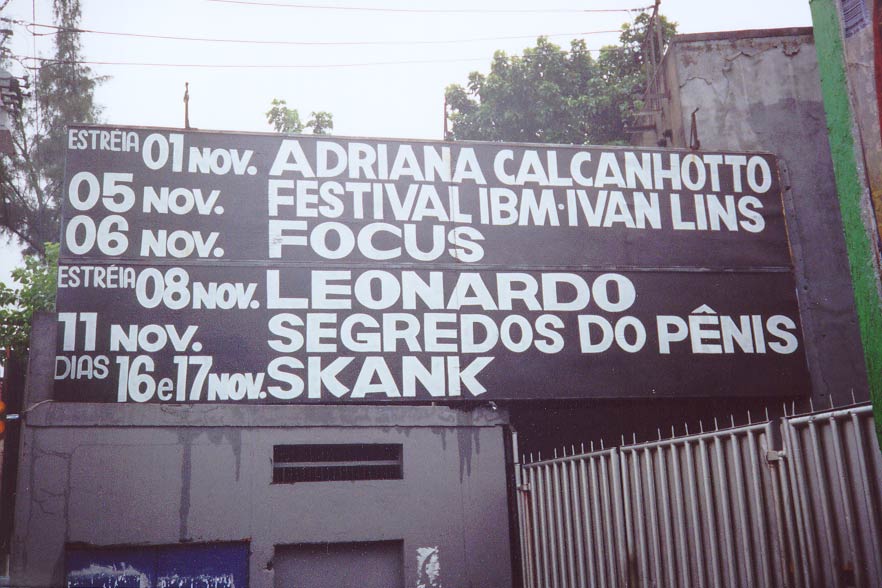 ESTRÉIA 01 NOV. ADRIANA CALCANHOTTO
05 NOV. FESTIVAL IBM·IVAN LINS
06 NOV. FOCUS
ESTRÉIA 08 NOV. LEONARDO
11 NOV. SEGREDOS DO PÊNIS
DIAS 16 e 17 NOV. SKANK